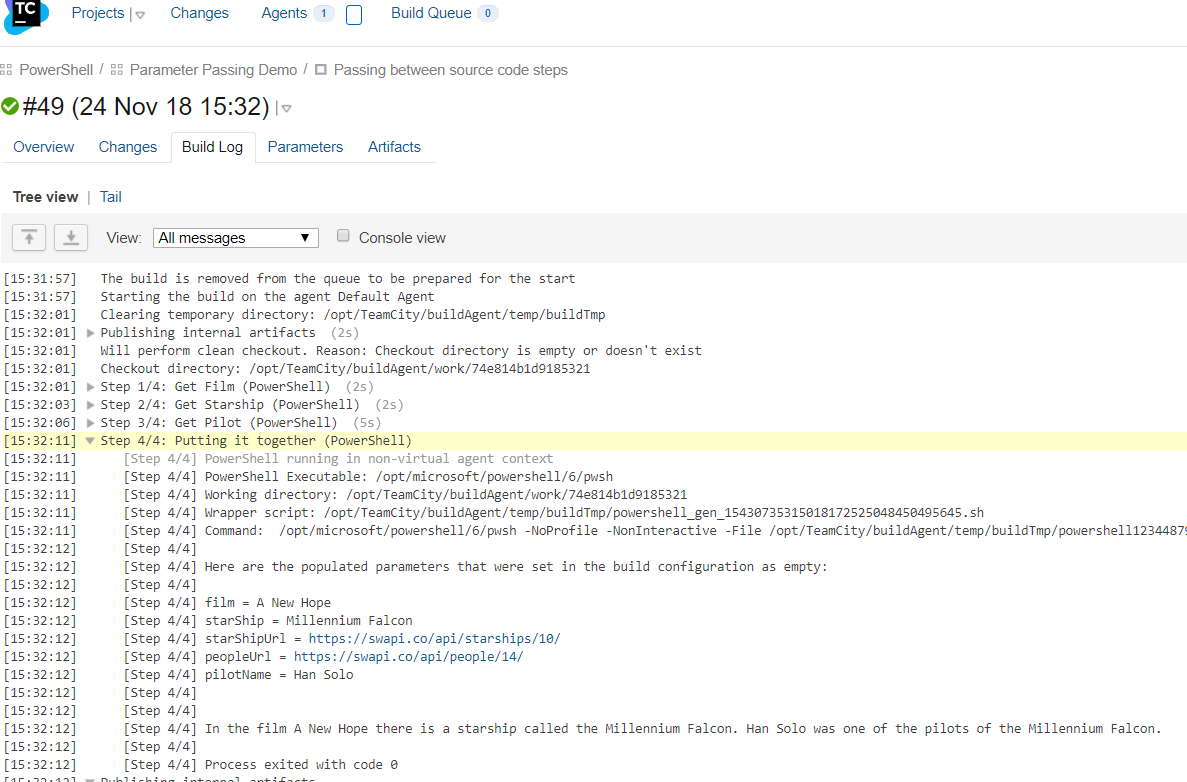 TC
Projects Changes Agents 1 Build Queue 0
PowerShell / Parameter Passing Demo / Passing between source code steps
#49 (24 Nov 18 15:32)
Overview Changes Build Log Parameters Artifacts
Tree view | Tail
View: All messages Console view
[15:31:57] The build is removed from the queue to be prepared for the start
[15:31:57] Starting the build on the agent Default Agent
[15:32:01] Clearing temporary directory: /opt/TeamCity/buildAgent/temp/buildTmp
[15:32:01] Publishing internal artifacts (2s)
[15:32:01] Will perform clean checkout. Reason: Checkout directory is empty or doesn't exist
[15:32:01] Checkout directory: /opt/TeamCity/buildAgent/work/74e814b1d9185321
[15:32:01] Step 1/4: Get Film (PowerShell) (2s)
[15:32:03] Step 2/4: Get Starship (PowerShell) (2s)
[15:32:06] Step 3/4: Get Pilot (PowerShell) (5s)
[15:32:11] Step 4/4: Putting it together (PowerShell)
[15:32:11] [Step 4/4] PowerShell running in non-virtual agent context
[15:32:11] [Step 4/4] PowerShell Executable: /opt/microsoft/powershell/6/pwsh
[15:32:11] [Step 4/4] Working directory: /opt/TeamCity/buildAgent/work/74e814b1d9185321
[15:32:11] [Step 4/4] Wrapper script: /opt/TeamCity/buildAgent/temp/buildTmp/powershell_gen_1543073531501817252504845049​5645.sh
[15:32:11] [Step 4/4] Command: /opt/microsoft/powershell/6/pwsh -NoProfile -NonInteractive -File /opt/TeamCity/buildAgent/temp/buildTmp/powershell12344879
[15:32:12] [Step 4/4]
[15:32:12] [Step 4/4] Here are the populated parameters that were set in the build configuration as empty:
[15:32:12] [Step 4/4]
[15:32:12] [Step 4/4] film = A New Hope
[15:32:12] [Step 4/4] starShip = Millennium Falcon
[15:32:12] [Step 4/4] starShipUrl = https://swapi.co/api/starships/10/
[15:32:12] [Step 4/4] peopleUrl = https://swapi.co/api/people/14/
[15:32:12] [Step 4/4] pilotName = Han Solo
[15:32:12] [Step 4/4]
[15:32:12] [Step 4/4]
[15:32:12] [Step 4/4] In the film A New Hope there is a starship called the Millennium Falcon. Han Solo was one of the pilots of the Millennium Falcon.
[15:32:12] [Step 4/4]
[15:32:12] [Step 4/4] Process exited with code 0
[15:32:12] Publishing internal artifacts